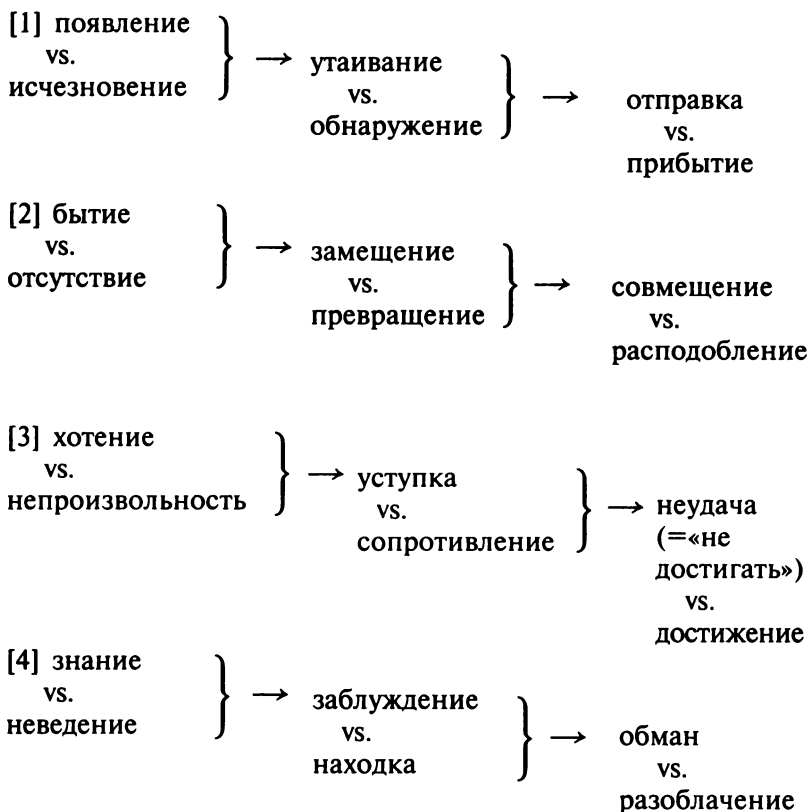 [1] появление
vs.
исчезновение
→ утаивание
vs.
обнаружение
→ отправка
vs.
прибытие
[2] бытие
vs.
отсутствие
→ замещение
vs.
превращение
→ совмещение
vs.
расподобление
[3] хотение
vs.
непроизвольность
→ уступка
vs.
сопротивление
→ неудача
(=«не
достигать»)
vs.
достижение
[4] знание
vs.
неведение
→ заблуждение
vs.
находка
→ обман
vs.
разоблачение